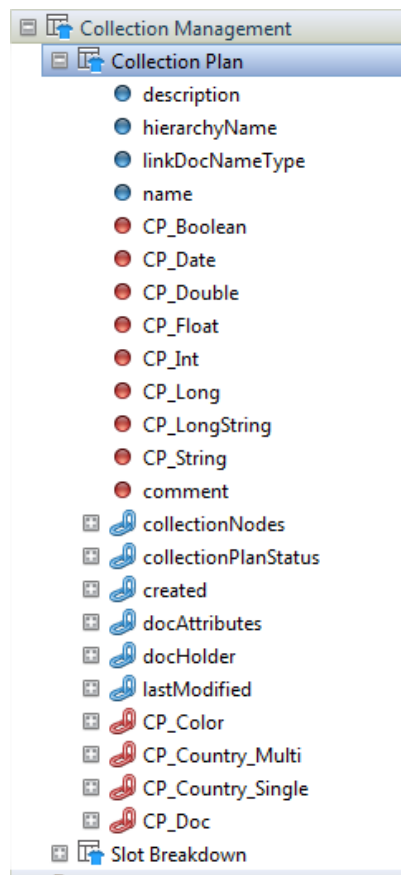 Collection Management
Collection Plan
description
hierarchyName
linkDocNameType
name
CP_Boolean
CP_Date
CP_Double
CP_Float
CP_Int
CP_Long
CP_LongString
CP_String
comment
collectionNodes
collectionPlanStatus
created
docAttributes
docHolder
lastModified
CP_Color
CP_Country_Multi
CP_Country_Single
CP_Doc
Slot Breakdown